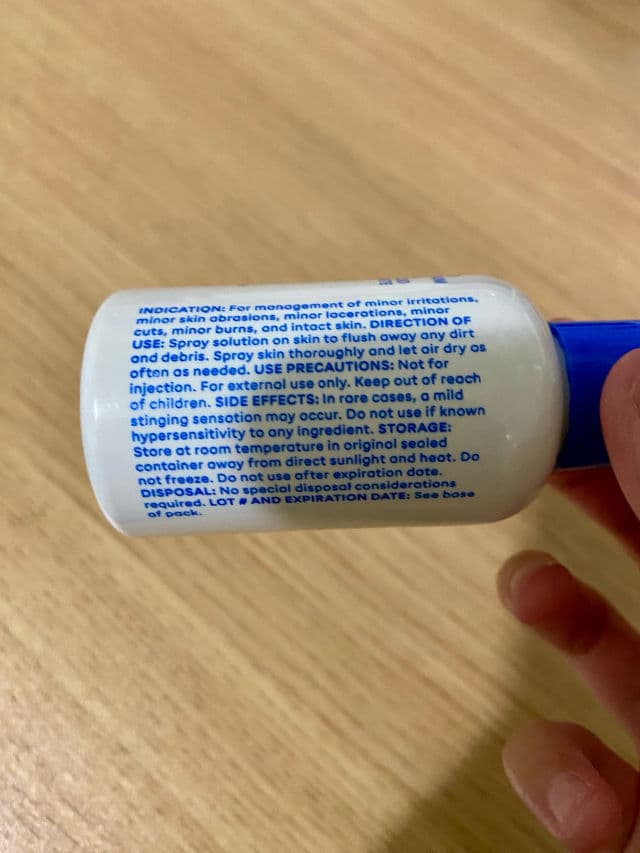 INDICATION: For management of minor irritations,
minor skin abrasions, minor lacerations, minor
cuts, minor burns, and intact skin. DIRECTION OF
USE: Spray solution on skin to flush away any dirt
and debris. Spray skin thoroughly and let air dry as
often as needed. USE PRECAUTIONS: Not for
injection. For external use only. Keep out of reach
of children. SIDE EFFECTS: In rare cases, a mild
stinging sensation may occur. Do not use if known
hypersensitivity to any ingredient. STORAGE:
Store at room temperature in original sealed
container away from direct sunlight and heat. Do
not freeze. Do not use after expiration date.
DISPOSAL: No special disposal considerations
required. LOT # AND EXPIRATION DATE: See base
of pack.